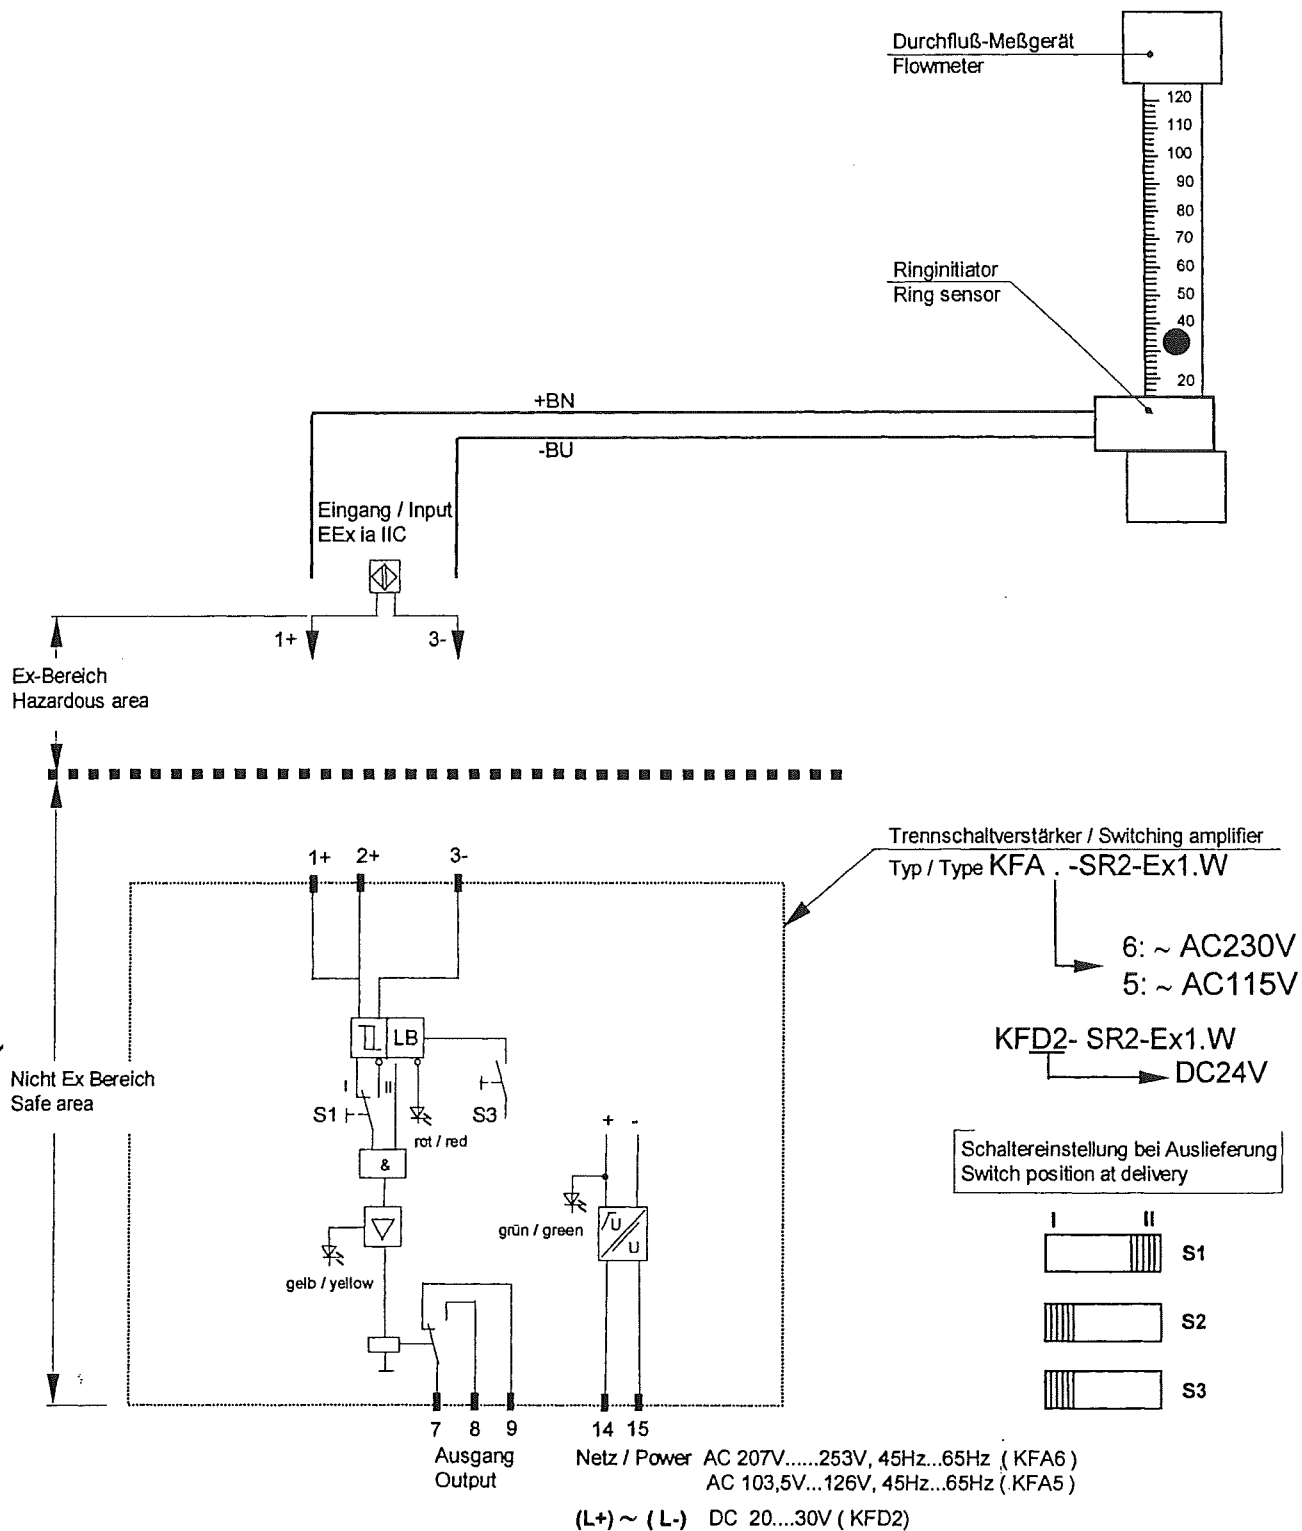 Durchfluß-Meßgerät
Flowmeter
120
110
100
90
80
70
60
50
40
20
Ringinitiator
Ring sensor
+BN
-BU
Eingang / Input
EEx ia IIC
1+ 3-
Ex-Bereich
Hazardous area
Trennschaltverstärker / Switching amplifier
Typ / Type KFA . -SR2-Ex1.W
6: ~ AC230V
5: ~ AC115V
KFD2- SR2-Ex1.W
DC24V
1+ 2+ 3-
LB
Nicht Ex Bereich
Safe area
I II
S1 S3
rot / red
&
+ -
grün / green
U
U
gelb / yellow
Schaltereinstellung bei Auslieferung
Switch position at delivery
I II
S1
S2
S3
7 8 9 14 15
Ausgang
Output
Netz / Power AC 207V......253V, 45Hz...65Hz ( KFA6 )
AC 103,5V...126V, 45Hz...65Hz ( KFA5 )
(L+) ~ ( L-) DC 20....30V ( KFD2)